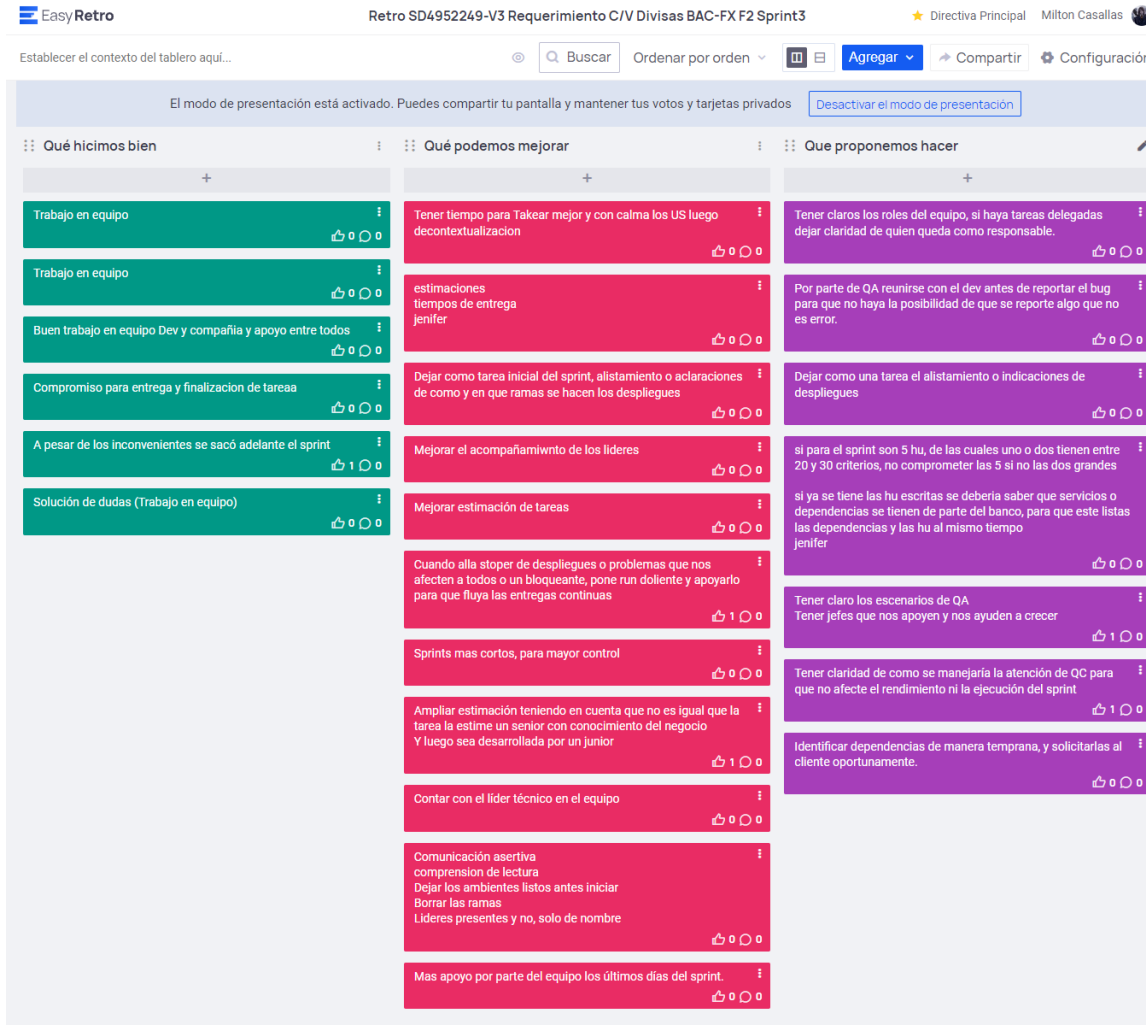 EasyRetro
Retro SD4952249-V3 Requerimiento C/V Divisas BAC-FX F2 Sprint3
Directiva Principal
Milton Casallas
Establecer el contexto del tablero aquí...
Buscar
Ordenar por orden
Agregar
Compartir
Configuración
El modo de presentación está activado. Puedes compartir tu pantalla y mantener tus votos y tarjetas privados
Desactivar el modo de presentación
Qué hicimos bien
+
Trabajo en equipo
0 0
Trabajo en equipo
0 0
Buen trabajo en equipo Dev y compañia y apoyo entre todos
0 0
Compromiso para entrega y finalizacion de tareaa
0 0
A pesar de los inconvenientes se sacó adelante el sprint
1 0
Solución de dudas (Trabajo en equipo)
0 0
Qué podemos mejorar
+
Tener tiempo para Takear mejor y con calma los US luego
decontextualizacion
0 0
estimaciones
tiempos de entrega
jenifer
0 0
Dejar como tarea inicial del sprint, alistamiento o aclaraciones
de como y en que ramas se hacen los despliegues
0 0
Mejorar el acompañamiwnto de los lideres
0 0
Mejorar estimación de tareas
0 0
Cuando alla stoper de despliegues o problemas que nos
afecten a todos o un bloqueante, pone run doliente y apoyarlo
para que fluya las entregas continuas
1 0
Sprints mas cortos, para mayor control
0 0
Ampliar estimación teniendo en cuenta que no es igual que la
tarea la estime un senior con conocimiento del negocio
Y luego sea desarrollada por un junior
1 0
Contar con el líder técnico en el equipo
0 0
Comunicación asertiva
comprension de lectura
Dejar los ambientes listos antes iniciar
Borrar las ramas
Lideres presentes y no, solo de nombre
0 0
Mas apoyo por parte del equipo los últimos días del sprint.
0 0
Que proponemos hacer
+
Tener claros los roles del equipo, si haya tareas delegadas
dejar claridad de quien queda como responsable.
0 0
Por parte de QA reunirse con el dev antes de reportar el bug
para que no haya la posibilidad de que se reporte algo que no
es error.
0 0
Dejar como una tarea el alistamiento o indicaciones de
despliegues
0 0
si para el sprint son 5 hu, de las cuales uno o dos tienen entre
20 y 30 criterios, no comprometer las 5 si no las dos grandes
si ya se tiene las hu escritas se deberia saber que servicios o
dependencias se tienen de parte del banco, para que este listas
las dependencias y las hu al mismo tiempo
jenifer
0 0
Tener claro los escenarios de QA
Tener jefes que nos apoyen y nos ayuden a crecer
1 0
Tener claridad de como se manejaría la atención de QC para
que no afecte el rendimiento ni la ejecución del sprint
1 0
Identificar dependencias de manera temprana, y solicitarlas al
cliente oportunamente.
0 0